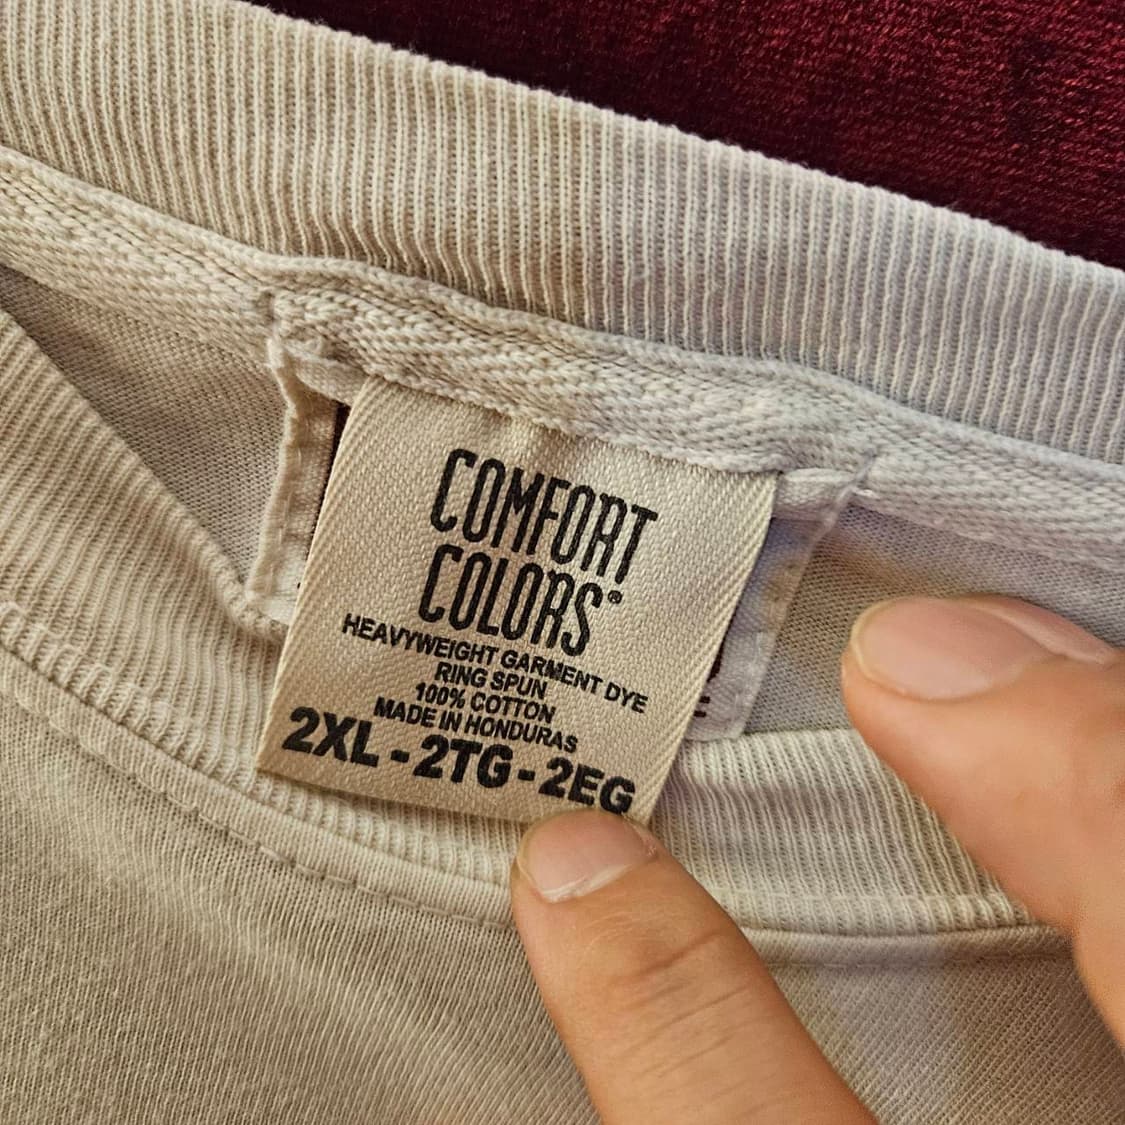 COMFORT
COLORS®
HEAVYWEIGHT GARMENT DYE
RING SPUN
100% COTTON
MADE IN HONDURAS
2XL - 2TG - 2EG